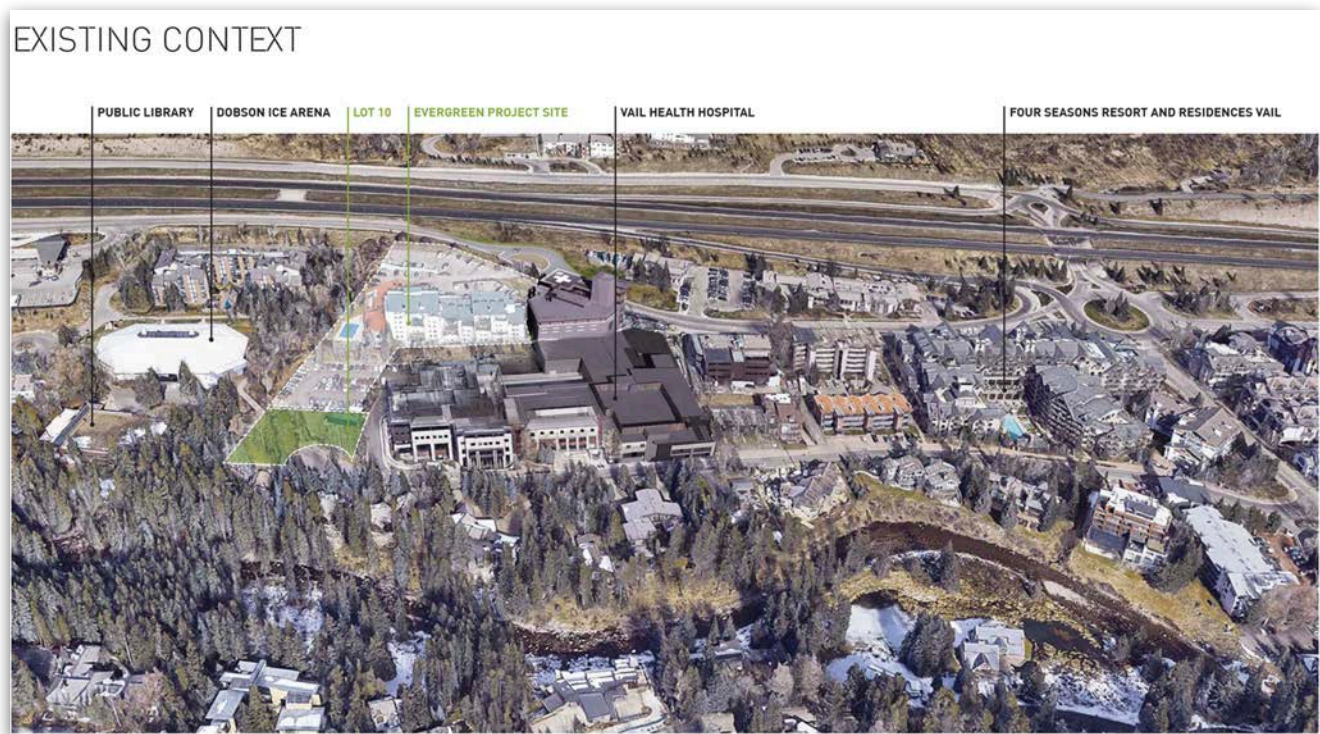 EXISTING CONTEXT
PUBLIC LIBRARY
DOBSON ICE ARENA
LOT 10
EVERGREEN PROJECT SITE
VAIL HEALTH HOSPITAL
FOUR SEASONS RESORT AND RESIDENCES VAIL